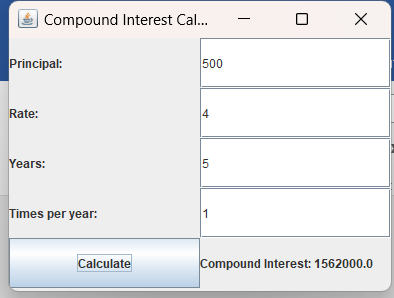 Compound Interest Cal...
Principal: 500
Rate: 4
Years: 5
Times per year: 1
Calculate Compound Interest: 1562000.0